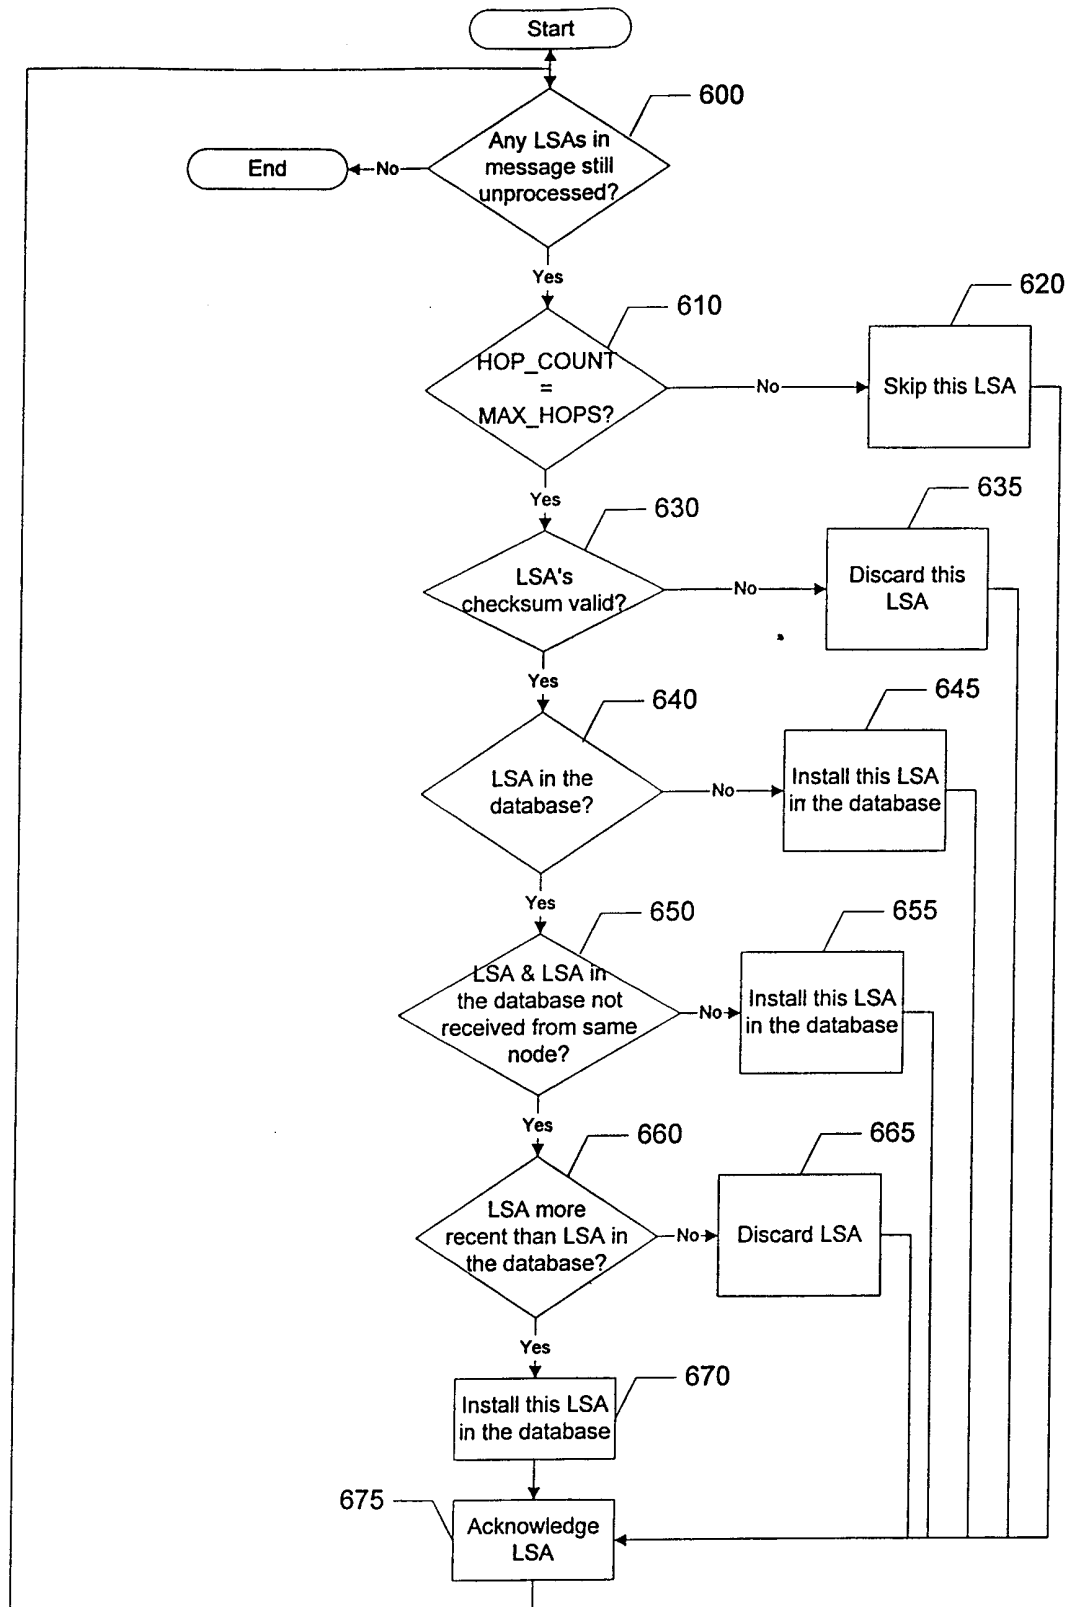 Start
600
Any LSAs in
message still
unprocessed?
No
End
Yes
610
HOP_COUNT
=
MAX_HOPS?
No
620
Skip this LSA
Yes
630
LSA's
checksum valid?
No
635
Discard this
LSA
Yes
640
LSA in the
database?
No
645
Install this LSA
in the database
Yes
650
LSA & LSA in
the database not
received from same
node?
No
655
Install this LSA
in the database
Yes
660
LSA more
recent than LSA in
the database?
No
665
Discard LSA
Yes
670
Install this LSA
in the database
675
Acknowledge
LSA